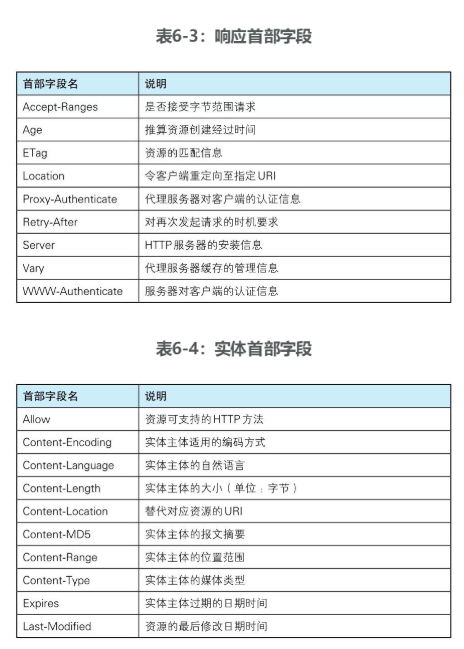 表6-3：响应首部字段
首部字段名 说明
Accept-Ranges 是否接受字节范围请求
Age 推算资源创建经过时间
ETag 资源的匹配信息
Location 令客户端重定向至指定URI
Proxy-Authenticate 代理服务器对客户端的认证信息
Retry-After 对再次发起请求的时机要求
Server HTTP服务器的安装信息
Vary 代理服务器缓存的管理信息
WWW-Authenticate 服务器对客户端的认证信息
表6-4：实体首部字段
首部字段名 说明
Allow 资源可支持的HTTP方法
Content-Encoding 实体主体适用的编码方式
Content-Language 实体主体的自然语言
Content-Length 实体主体的大小（单位：字节）
Content-Location 替代对应资源的URI
Content-MD5 实体主体的报文摘要
Content-Range 实体主体的位置范围
Content-Type 实体主体的媒体类型
Expires 实体主体过期的日期时间
Last-Modified 资源的最后修改日期时间